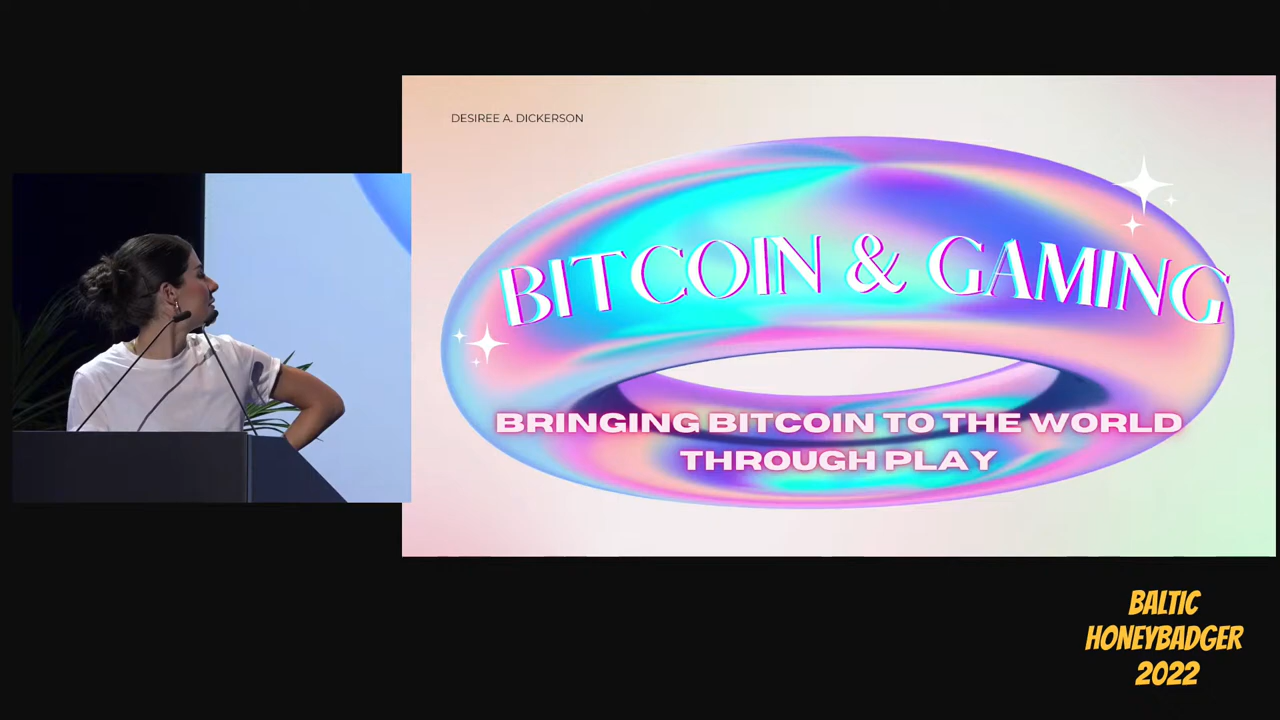 DESIREE A. DICKERSON
BITCOIN & GAMING
BRINGING BITCOIN TO THE WORLD
THROUGH PLAY
BALTIC
HONEYBADGER
2022